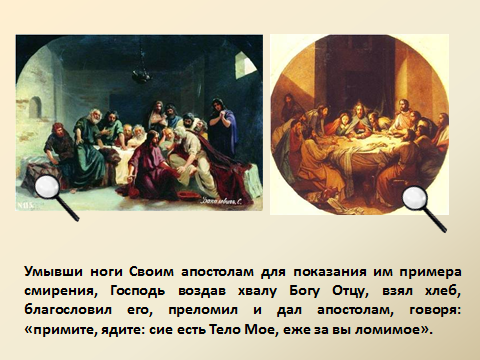 Умывши ноги Своим апостолам для показания им примера
смирения, Господь воздав хвалу Богу Отцу, взял хлеб,
благословил его, преломил и дал апостолам, говоря:
«примите, ядите: сие есть Тело Мое, еже за вы ломимое».